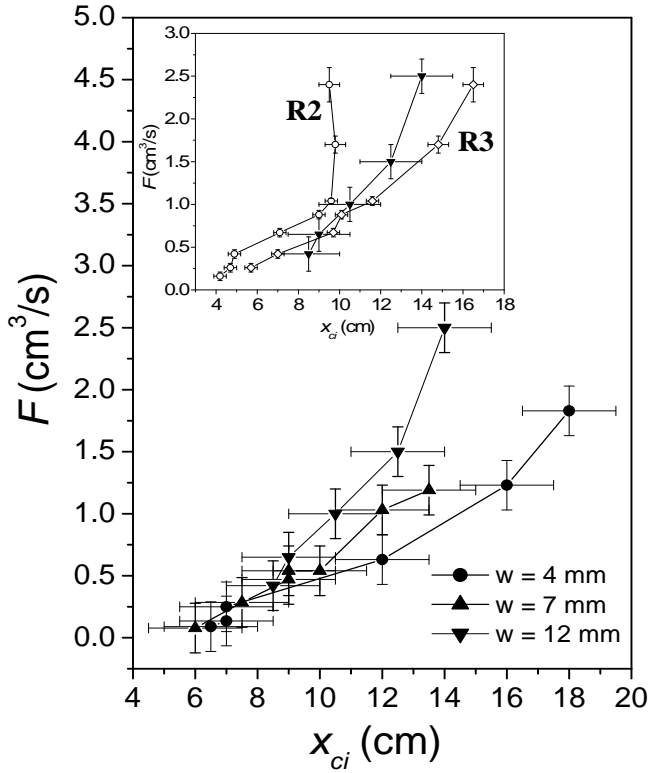 5.0
4.5
4.0
3.5
3.0
2.5
2.0
1.5
1.0
0.5
0.0
F (cm³/s)
4 6 8 10 12 14 16 18 20
x_ci (cm)
3.0
2.5
2.0
1.5
1.0
0.5
0.0
F (cm³/s)
4 6 8 10 12 14 16 18
x_ci (cm)
R2
R3
w = 4 mm
w = 7 mm
w = 12 mm